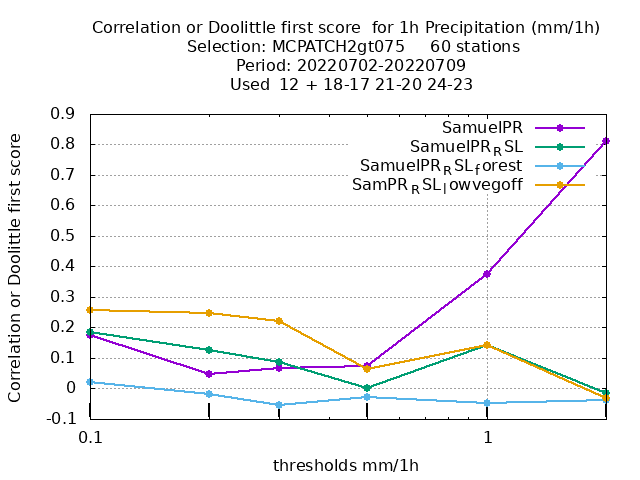 Correlation or Doolittle first score  for 1h Precipitation (mm/1h)
Selection: MCPATCH2gt075     60 stations
Period: 20220702-20220709
Used  12 + 18-17 21-20 24-23
SamuelPR
SamuelPR_RSL
SamuelPR_RSL_forest
SamPR_RSL_lowvegoff
Correlation or Doolittle first score
0.9
0.8
0.7
0.6
0.5
0.4
0.3
0.2
0.1
0
-0.1
0.1 1
thresholds mm/1h